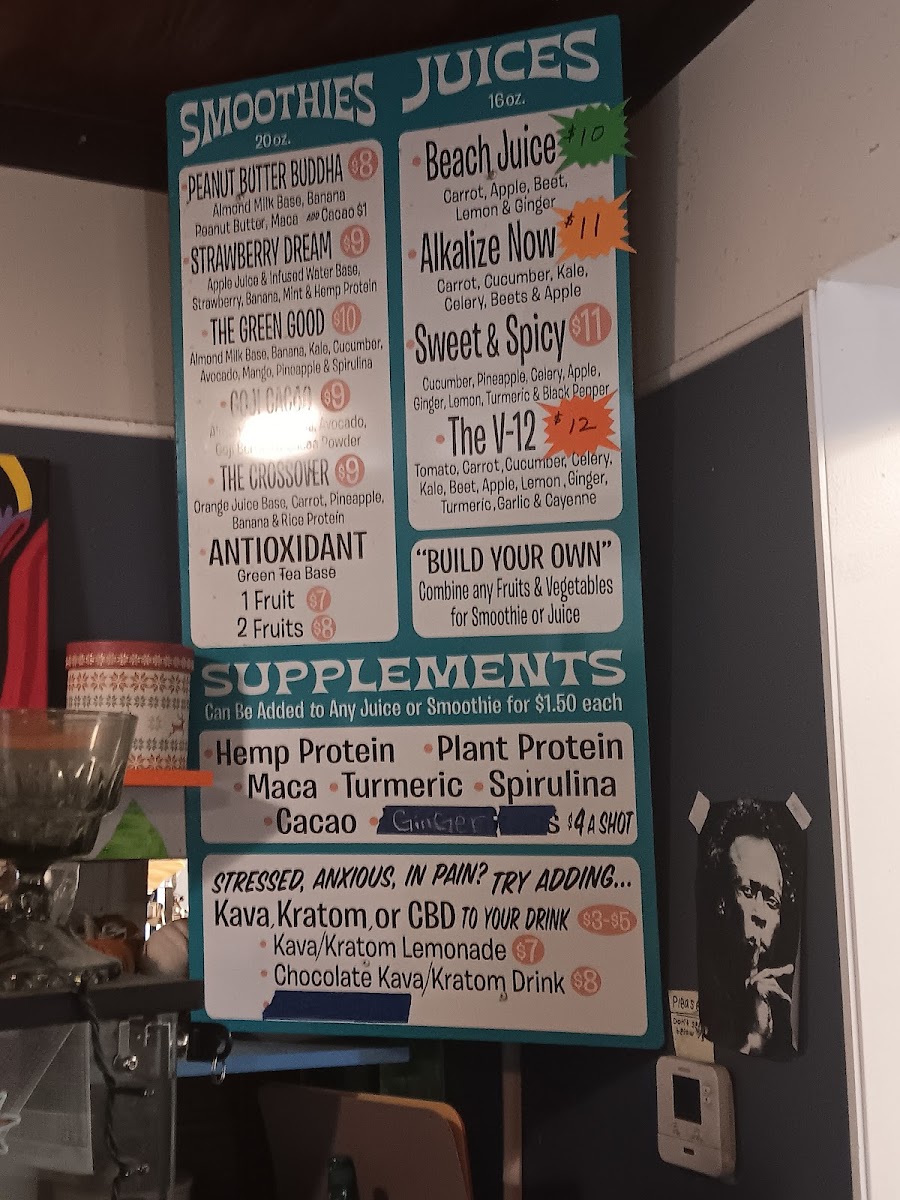 SMOOTHIES
20oz.
• PEANUT BUTTER BUDDHA $8
Almond Milk Base, Banana
Peanut Butter, Maca ADD Cacao $1
• STRAWBERRY DREAM $9
Apple Juice & Infused Water Base,
Strawberry, Banana, Mint & Hemp Protein
• THE GREEN GOOD $10
Almond Milk Base, Banana, Kale, Cucumber,
Avocado, Mango, Pineapple & Spirulina
• GOJI CACAO $9
Avocado,
Goji Powder
• THE CROSSOVER $9
Orange Juice Base, Carrot, Pineapple,
Banana & Rice Protein
• ANTIOXIDANT
Green Tea Base
1 Fruit $7
2 Fruits $8
JUICES
16oz.
• Beach Juice $10
Carrot, Apple, Beet,
Lemon & Ginger
• Alkalize Now $11
Carrot, Cucumber, Kale,
Celery, Beets & Apple
• Sweet & Spicy $11
Cucumber, Pineapple, Celery, Apple,
Ginger, Lemon, Turmeric & Black Pepper
• The V-12 $12
Tomato, Carrot, Cucumber, Celery,
Kale, Beet, Apple, Lemon, Ginger,
Turmeric, Garlic & Cayenne
"BUILD YOUR OWN"
Combine any Fruits & Vegetables
for Smoothie or Juice
SUPPLEMENTS
Can Be Added to Any Juice or Smoothie for $1.50 each
• Hemp Protein • Plant Protein
• Maca • Turmeric • Spirulina
• Cacao • GinGer S $4 A SHOT
STRESSED, ANXIOUS, IN PAIN? TRY ADDING...
Kava, Kratom, or CBD TO YOUR DRINK $3-$5
• Kava/Kratom Lemonade $7
• Chocolate Kava/Kratom Drink $8
Don't
below